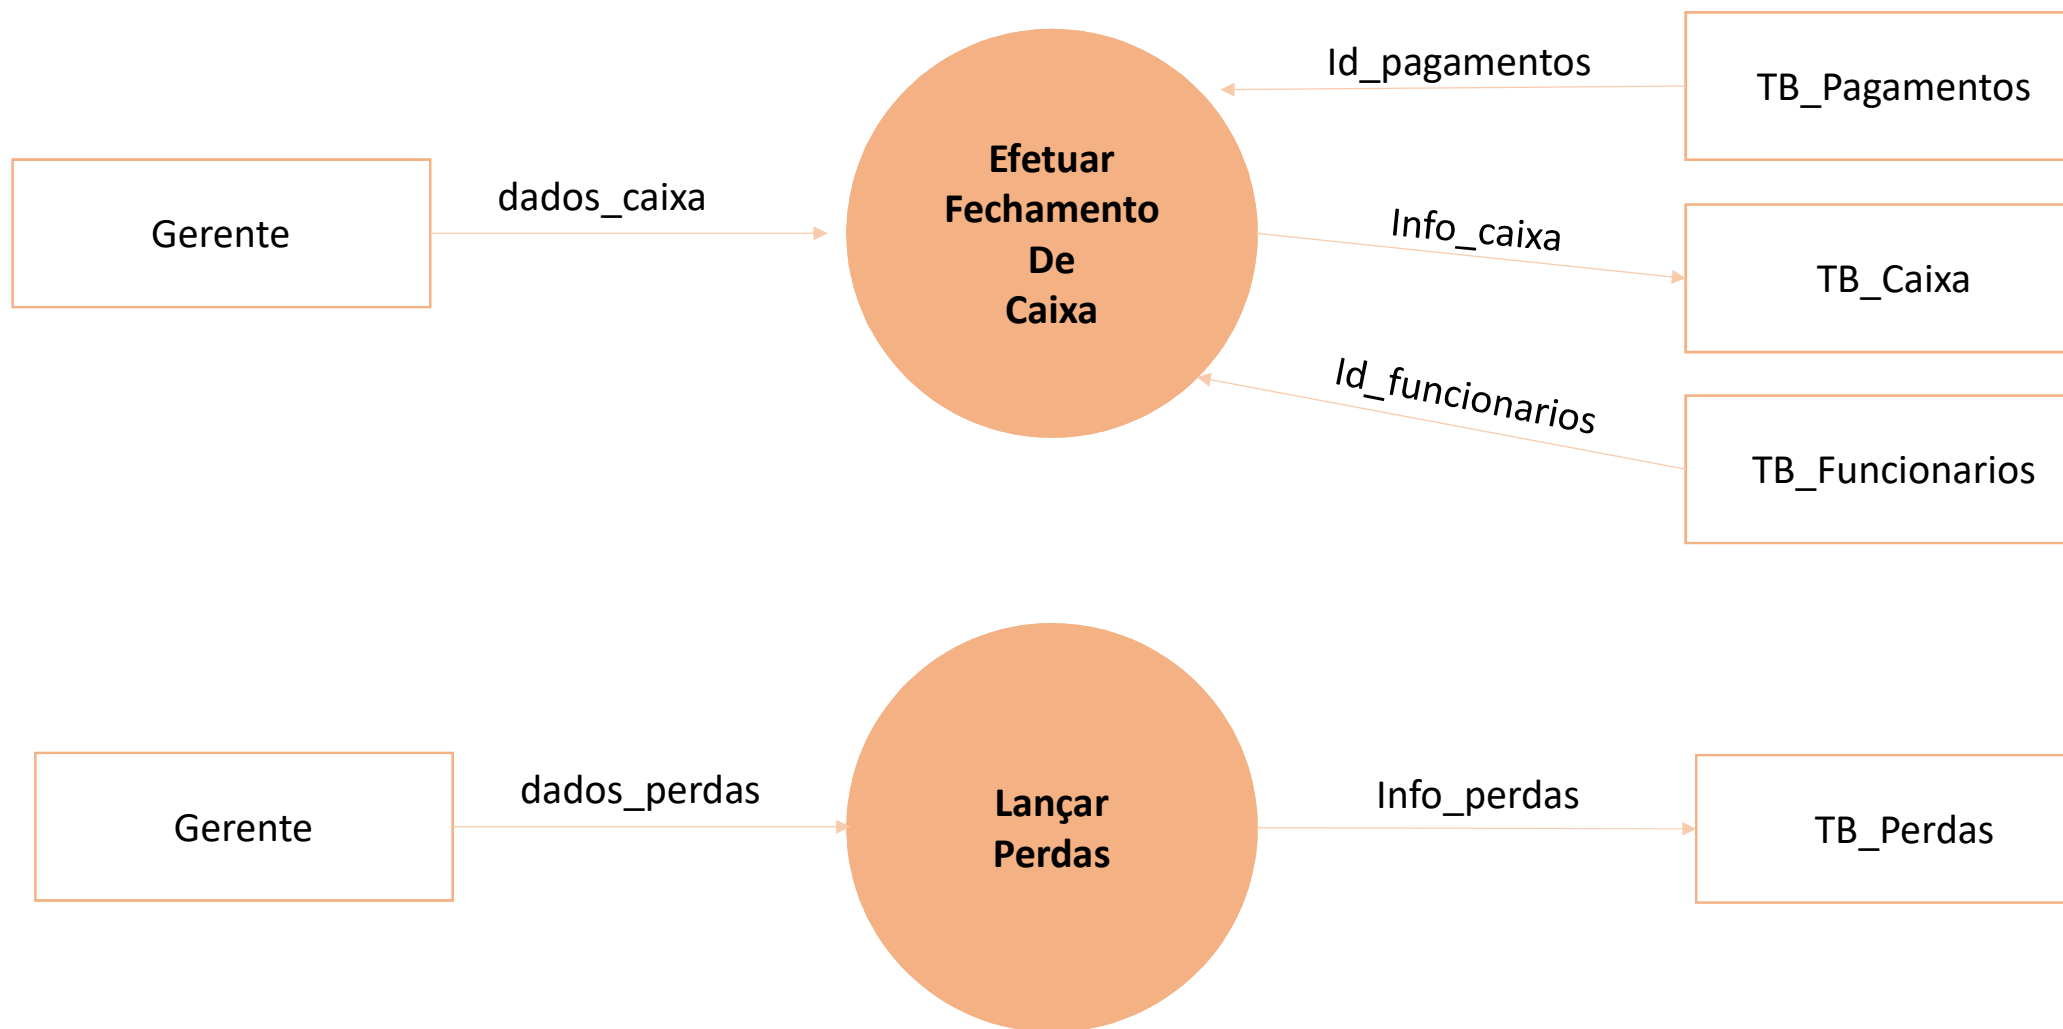 Id_pagamentos
TB_Pagamentos
Efetuar
Fechamento
De
Caixa
Gerente
dados_caixa
Info_caixa
TB_Caixa
Id_funcionarios
TB_Funcionarios
Gerente
dados_perdas
Lançar
Perdas
Info_perdas
TB_Perdas